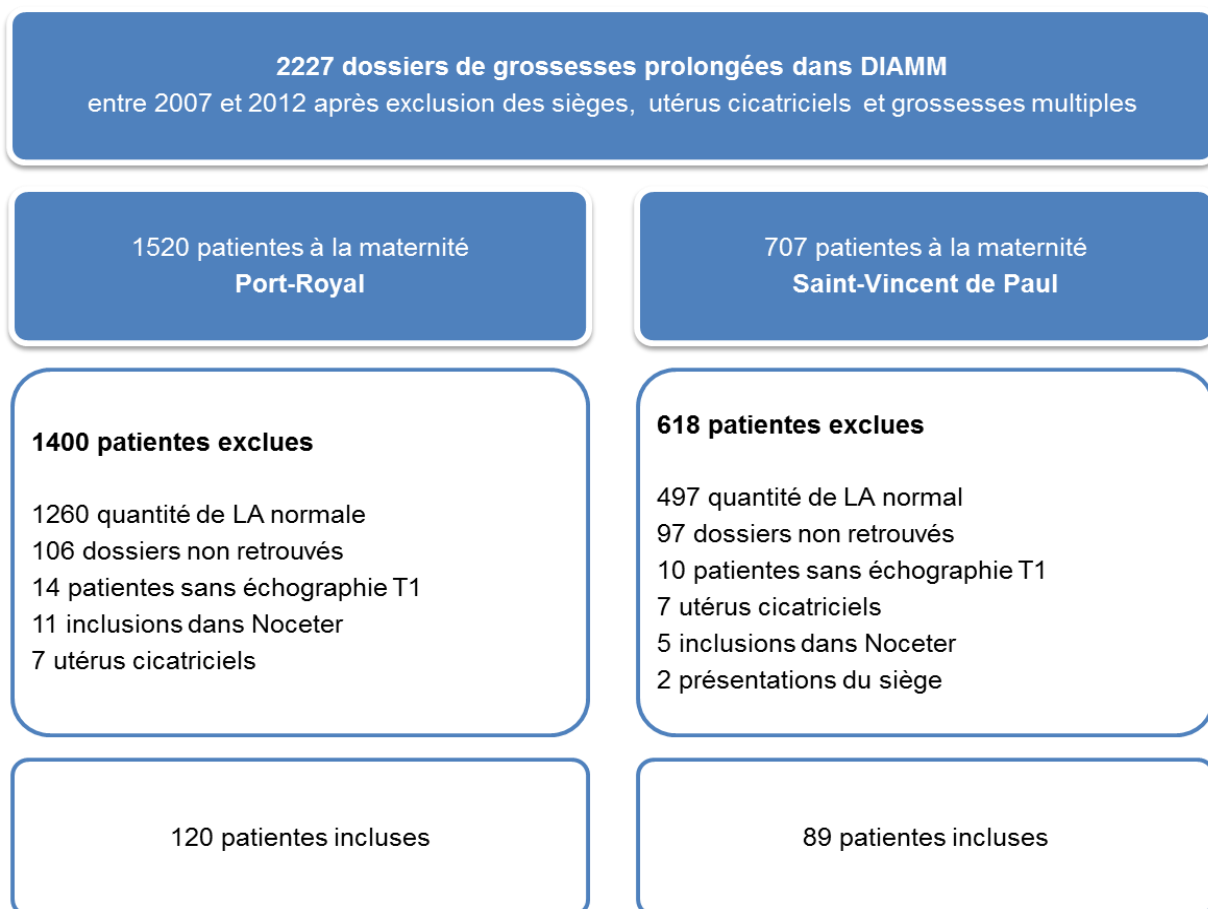 2227 dossiers de grossesses prolongées dans DIAMM
entre 2007 et 2012 après exclusion des sièges, utérus cicatriciels et grossesses multiples
1520 patientes à la maternité
Port-Royal
707 patientes à la maternité
Saint-Vincent de Paul
1400 patientes exclues
1260 quantité de LA normale
106 dossiers non retrouvés
14 patientes sans échographie T1
11 inclusions dans Noceter
7 utérus cicatriciels
618 patientes exclues
497 quantité de LA normal
97 dossiers non retrouvés
10 patientes sans échographie T1
7 utérus cicatriciels
5 inclusions dans Noceter
2 présentations du siège
120 patientes incluses
89 patientes incluses